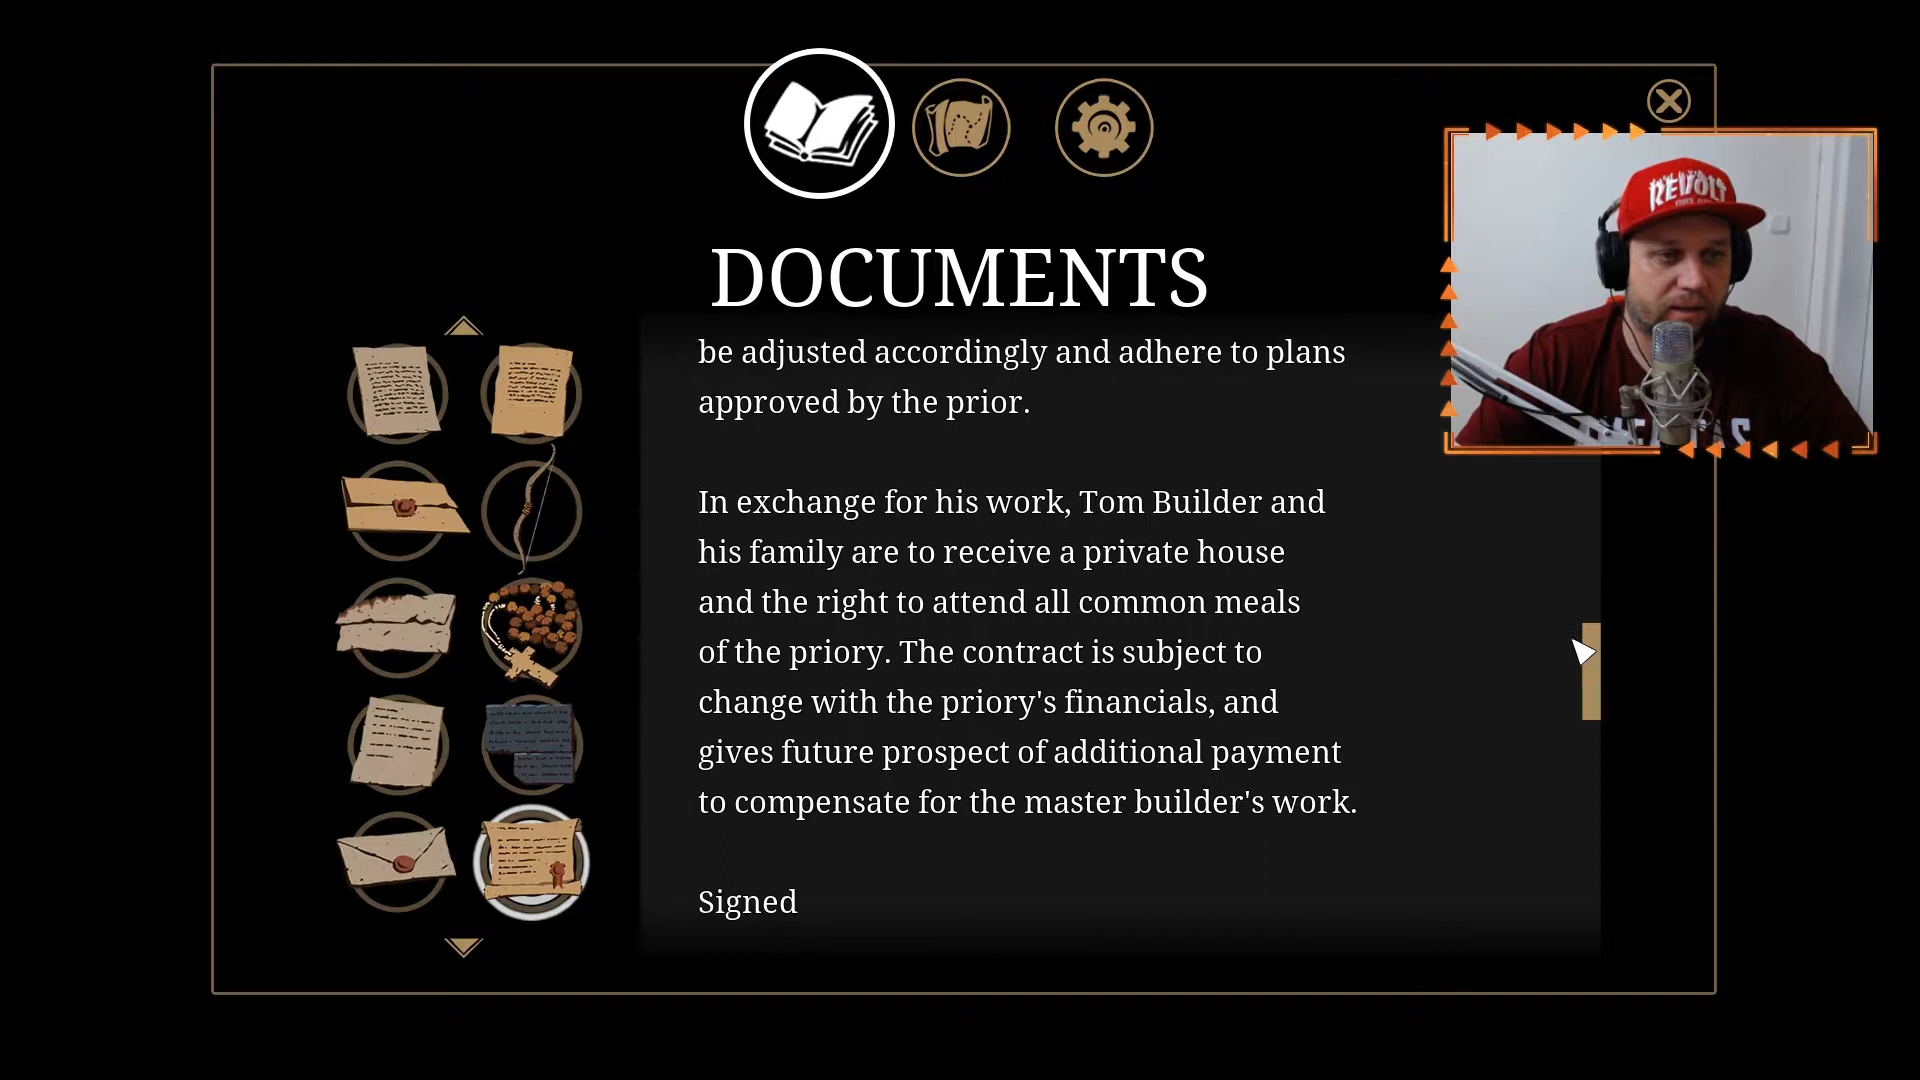 DOCUMENTS
be adjusted accordingly and adhere to plans
approved by the prior.
In exchange for his work, Tom Builder and
his family are to receive a private house
and the right to attend all common meals
of the priory. The contract is subject to
change with the priory's financials, and
gives future prospect of additional payment
to compensate for the master builder's work.
Signed
REVOLT